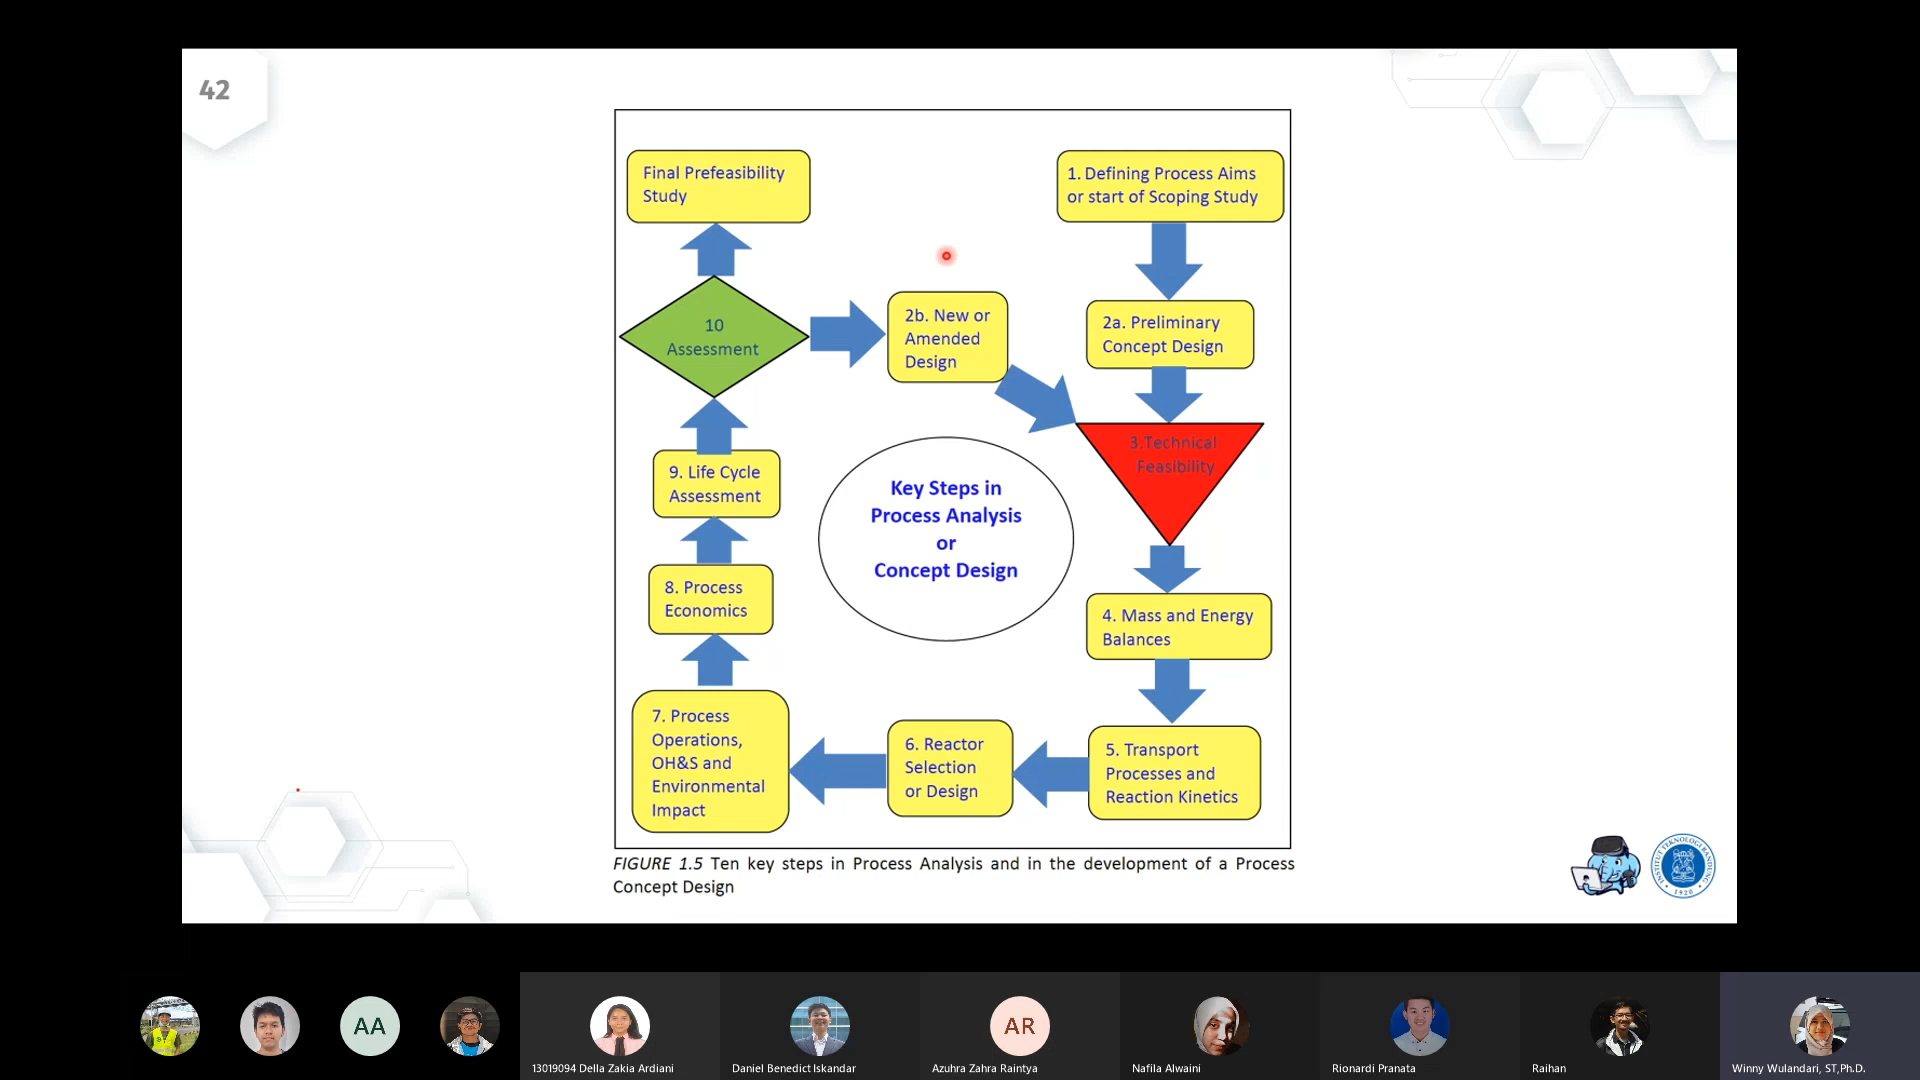 42
Final Prefeasibility
Study
1. Defining Process Aims
or start of Scoping Study
10
Assessment
2b. New or
Amended
Design
2a. Preliminary
Concept Design
3.Technical
Feasibility
9. Life Cycle
Assessment
Key Steps in
Process Analysis
or
Concept Design
8. Process
Economics
4. Mass and Energy
Balances
7. Process
Operations,
OH&S and
Environmental
Impact
6. Reactor
Selection
or Design
5. Transport
Processes and
Reaction Kinetics
FIGURE 1.5 Ten key steps in Process Analysis and in the development of a Process
Concept Design
INSTITUT TEKNOLOGI BANDUNG
1920
AA
AR
13019094 Della Zakia Ardiani
Daniel Benedict Iskandar
Azuhra Zahra Raintya
Nafila Alwaini
Rionardi Pranata
Raihan
Winny Wulandari, ST,Ph.D.